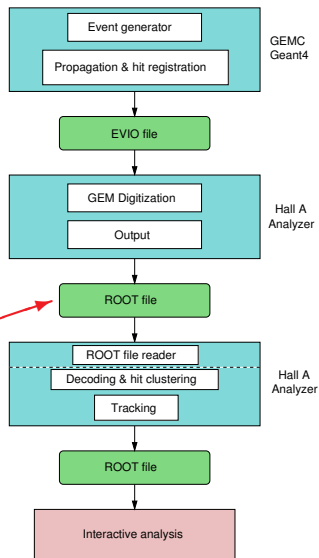 Event generator
GEMC
Geant4
Propagation & hit registration
EVIO file
GEM Digitization
Hall A
Analyzer
Output
ROOT file
ROOT file reader
Decoding & hit clustering
Hall A
Analyzer
Tracking
ROOT file
Interactive analysis